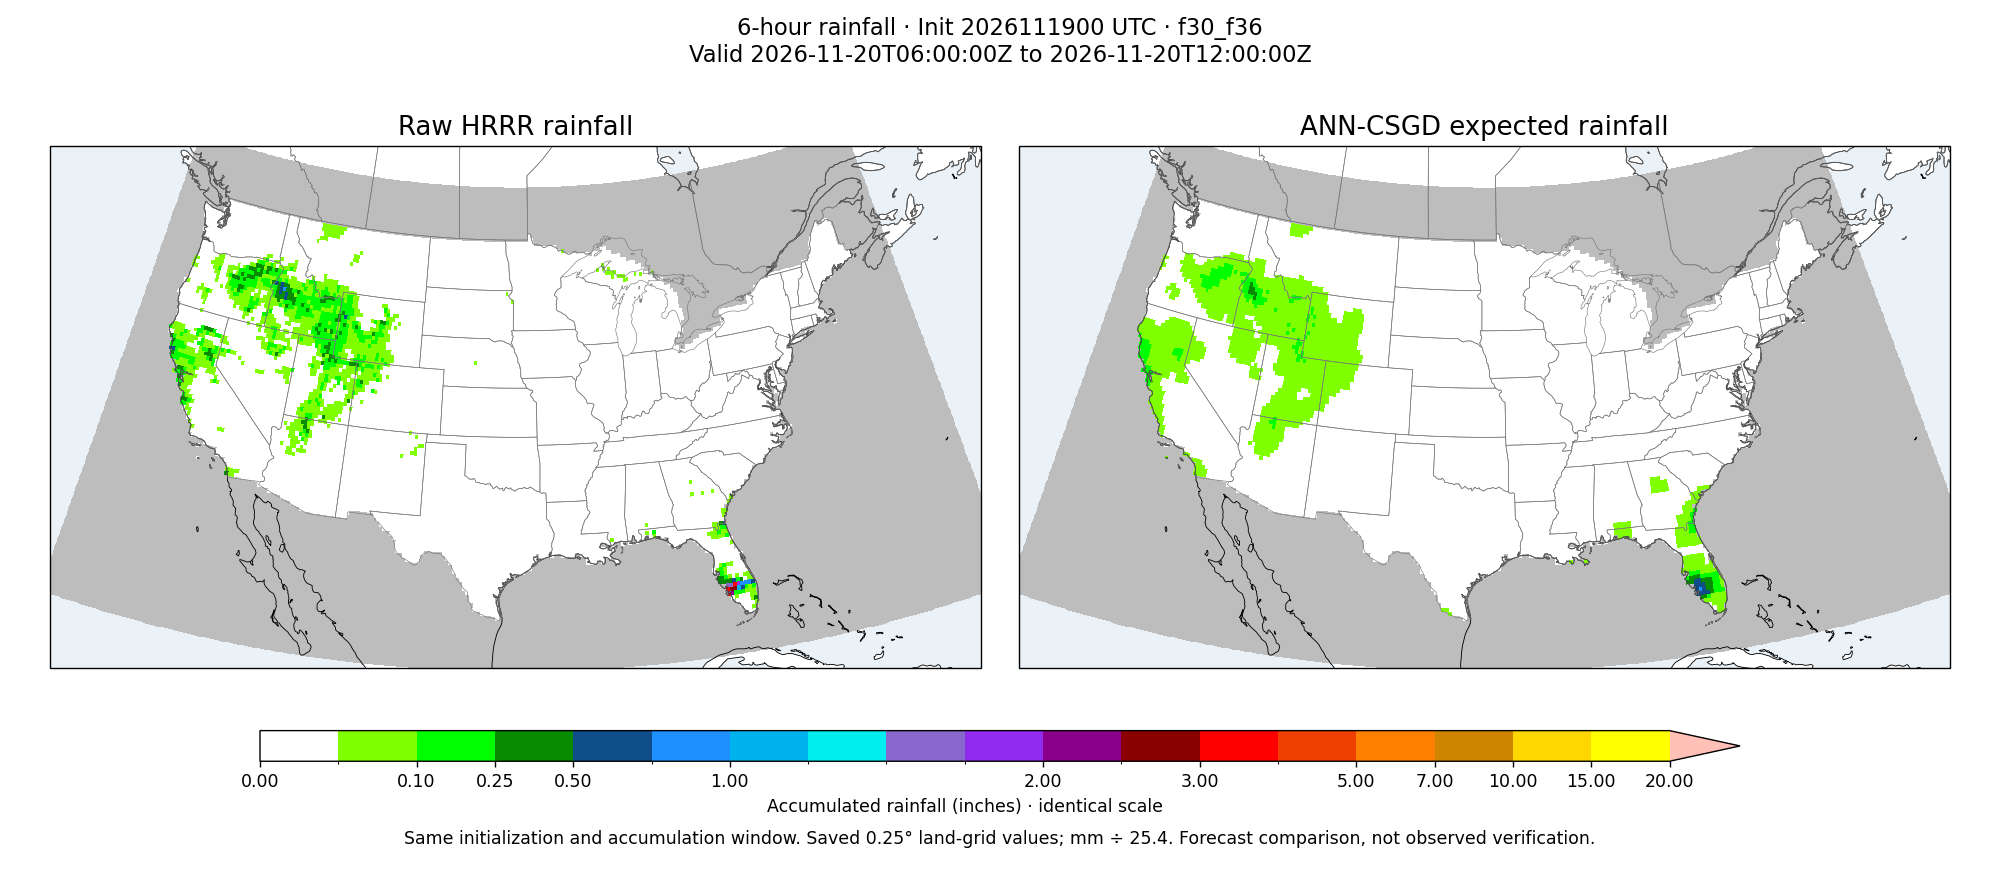 6-hour rainfall · Init 2026111900 UTC · f30_f36
Valid 2026-11-20T06:00:00Z to 2026-11-20T12:00:00Z
Raw HRRR rainfall
ANN-CSGD expected rainfall
0.00 0.10 0.25 0.50 1.00 2.00 3.00 5.00 7.00 10.00 15.00 20.00
Accumulated rainfall (inches) · identical scale
Same initialization and accumulation window. Saved 0.25° land-grid values; mm ÷ 25.4. Forecast comparison, not observed verification.